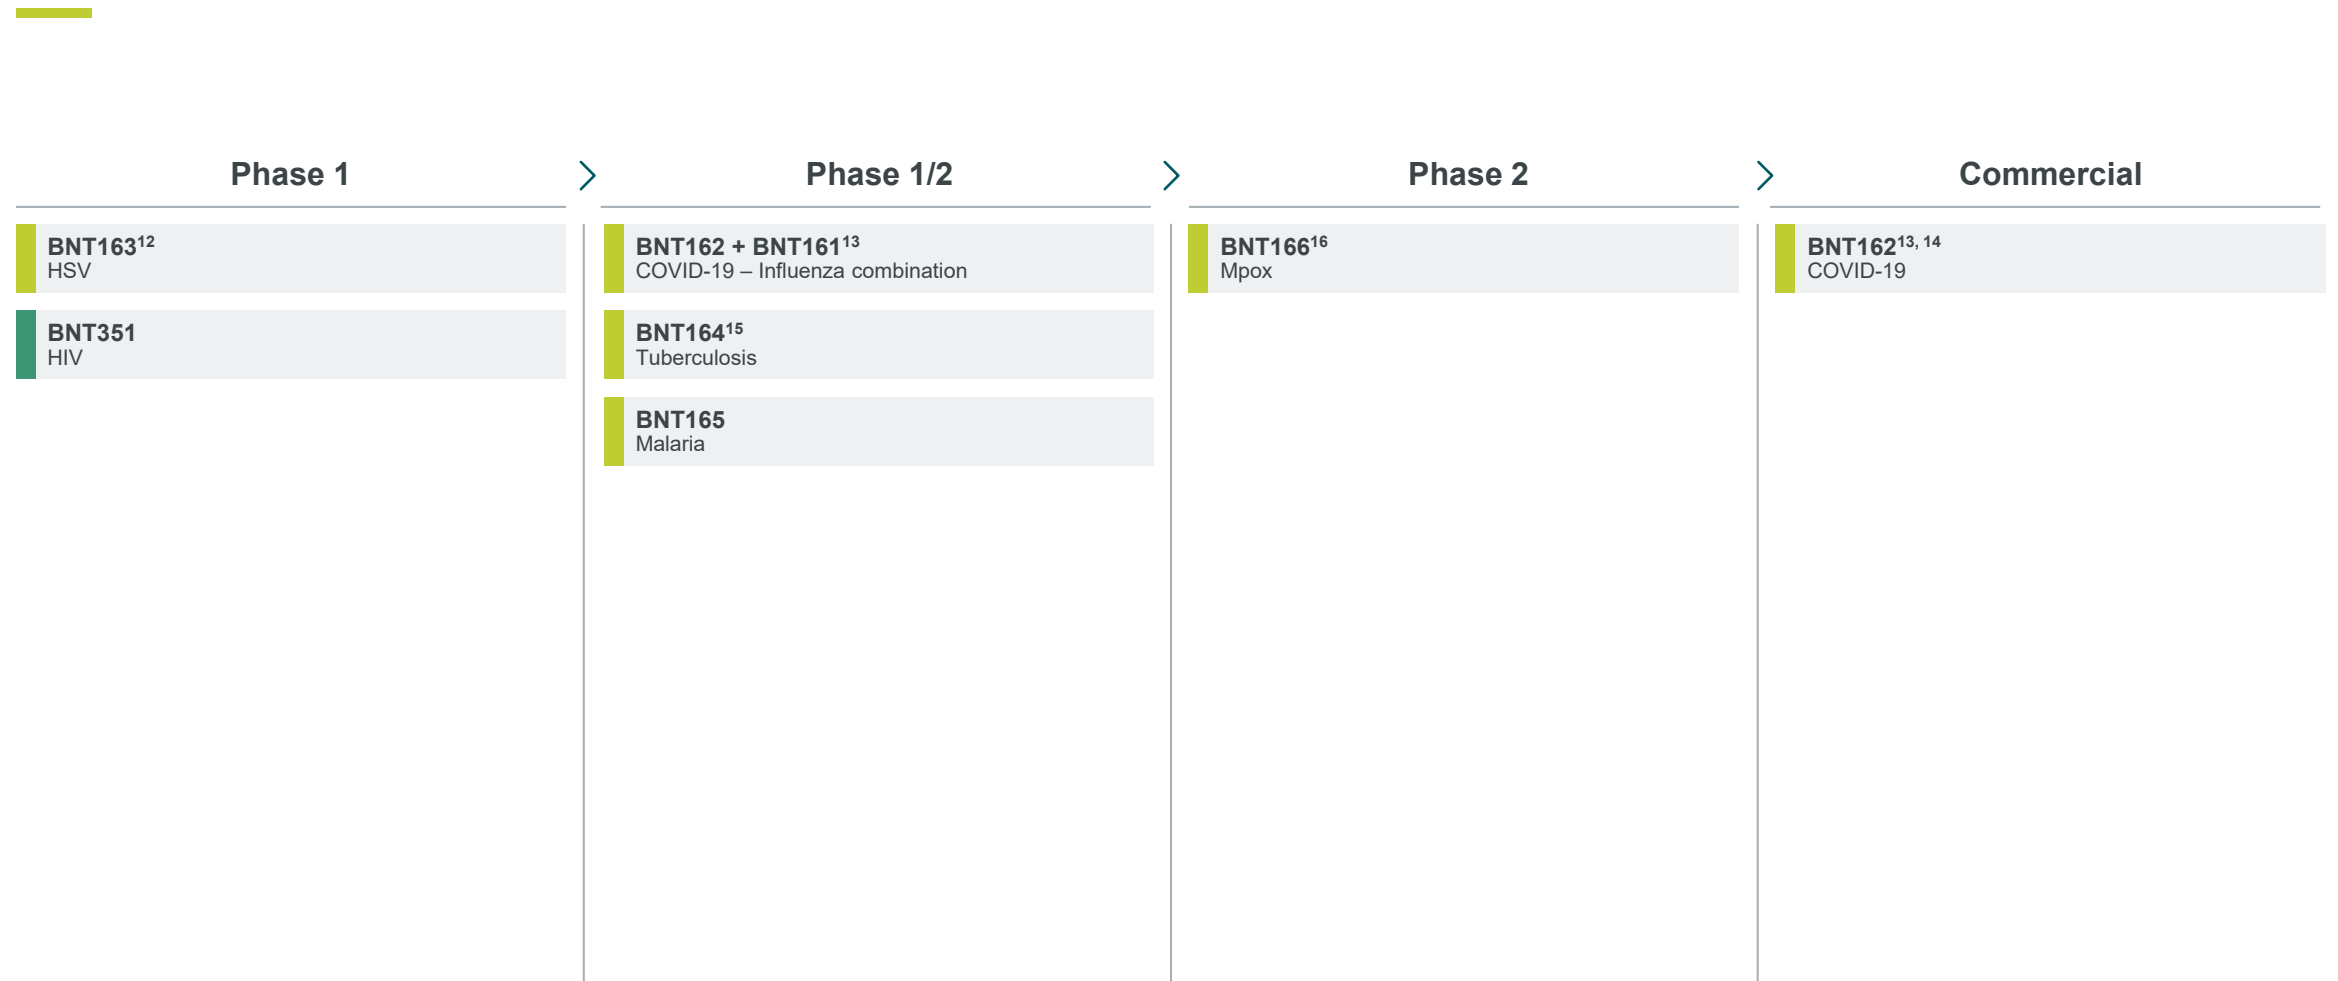 Phase 1
BNT163¹²
HSV
BNT351
HIV
Phase 1/2
BNT162 + BNT161¹³
COVID-19 – Influenza combination
BNT164¹⁵
Tuberculosis
BNT165
Malaria
Phase 2
BNT166¹⁶
Mpox
Commercial
BNT162¹³, ¹⁴
COVID-19